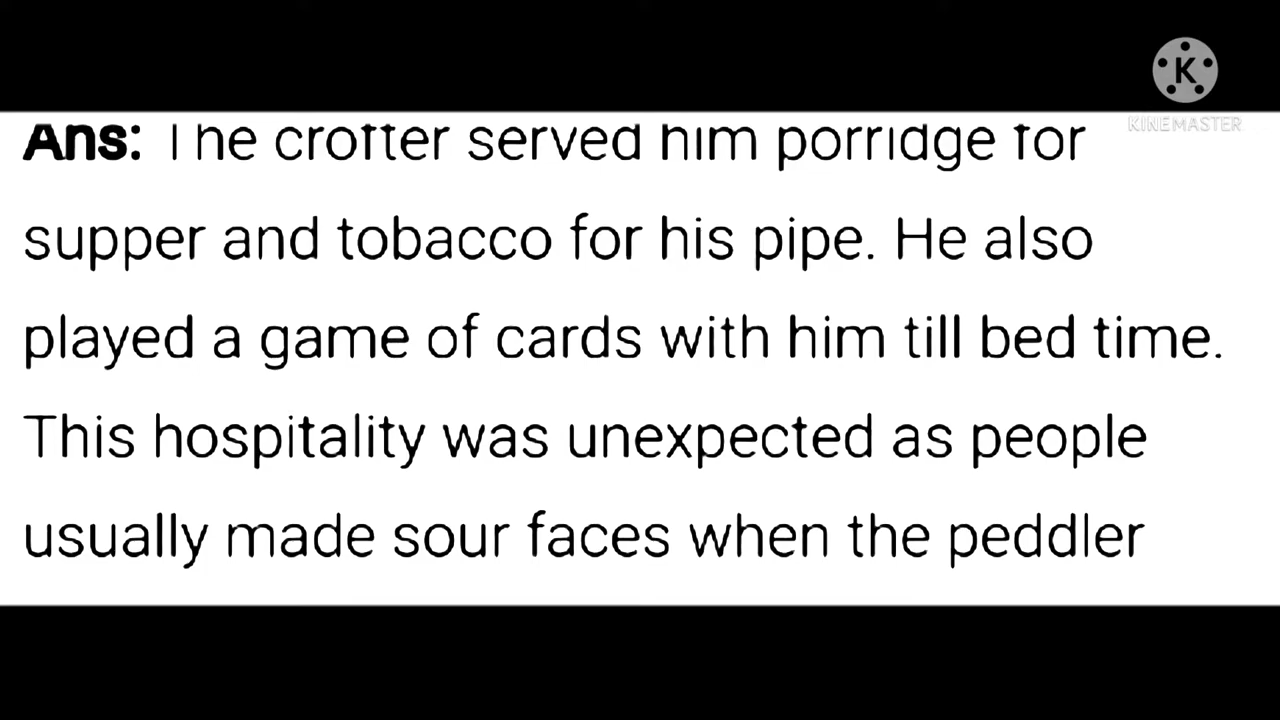 K
KINEMASTER
Ans: The crofter served him porridge for
supper and tobacco for his pipe. He also
played a game of cards with him till bed time.
This hospitality was unexpected as people
usually made sour faces when the peddler